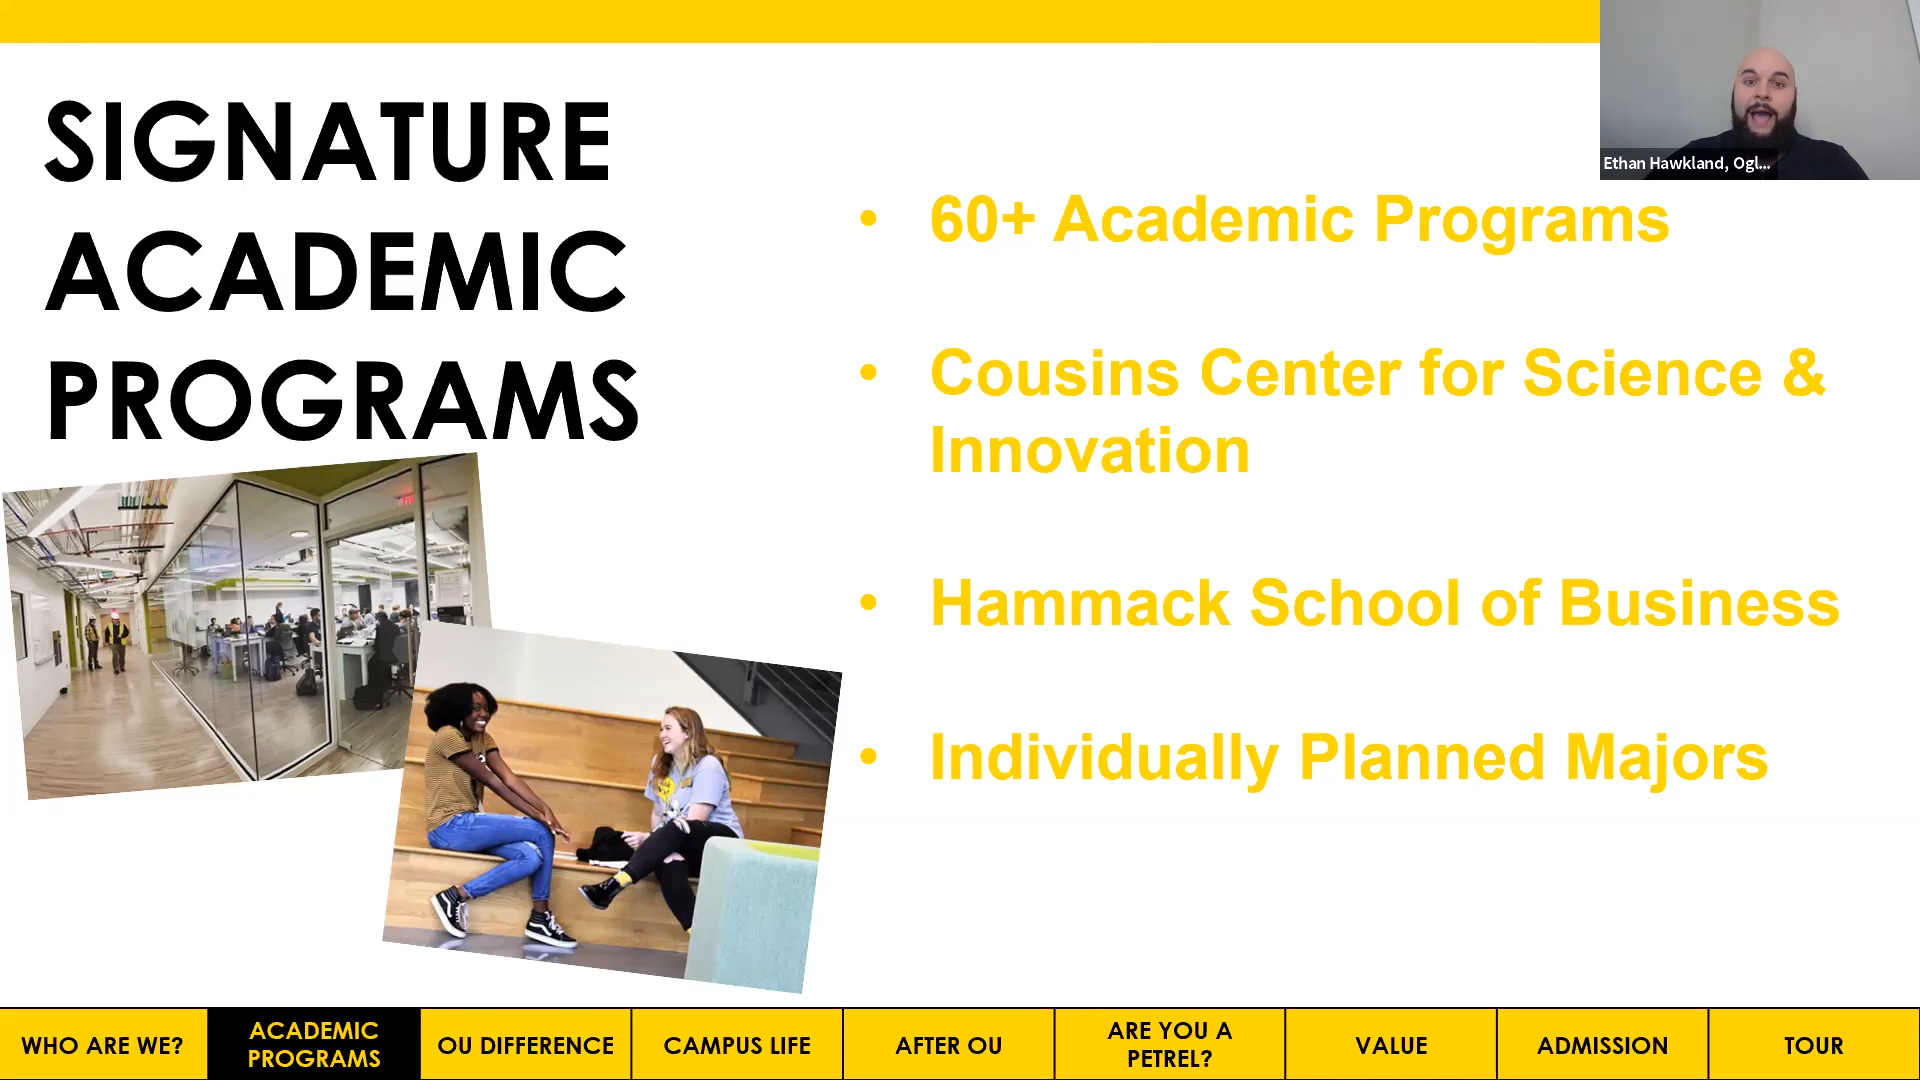 SIGNATURE
ACADEMIC
PROGRAMS
Ethan Hawkland, Ogl...
• 60+ Academic Programs
• Cousins Center for Science &
Innovation
• Hammack School of Business
• Individually Planned Majors
WHO ARE WE?
ACADEMIC
PROGRAMS
OU DIFFERENCE
CAMPUS LIFE
AFTER OU
ARE YOU A
PETREL?
VALUE
ADMISSION
TOUR